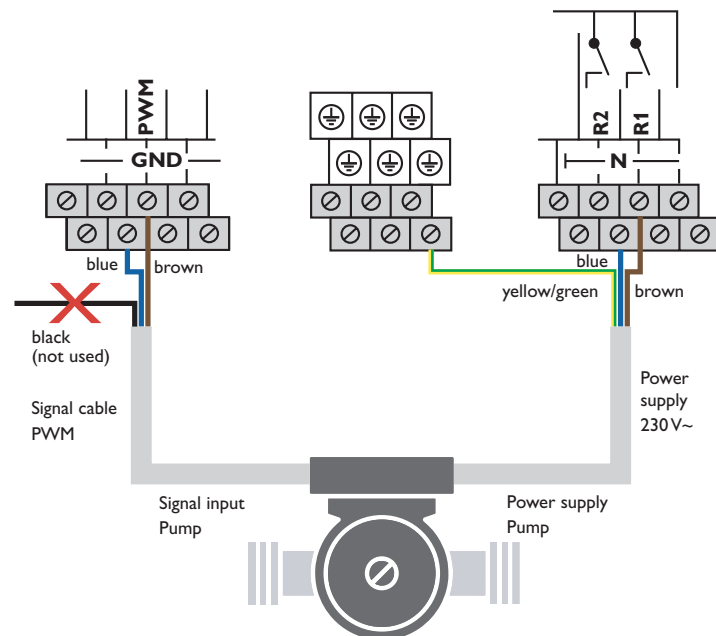 PWM
GND
R2
R1
N
blue
brown
black
(not used)
yellow/green
blue
brown
Signal cable
PWM
Power
supply
230 V~
Signal input
Pump
Power supply
Pump